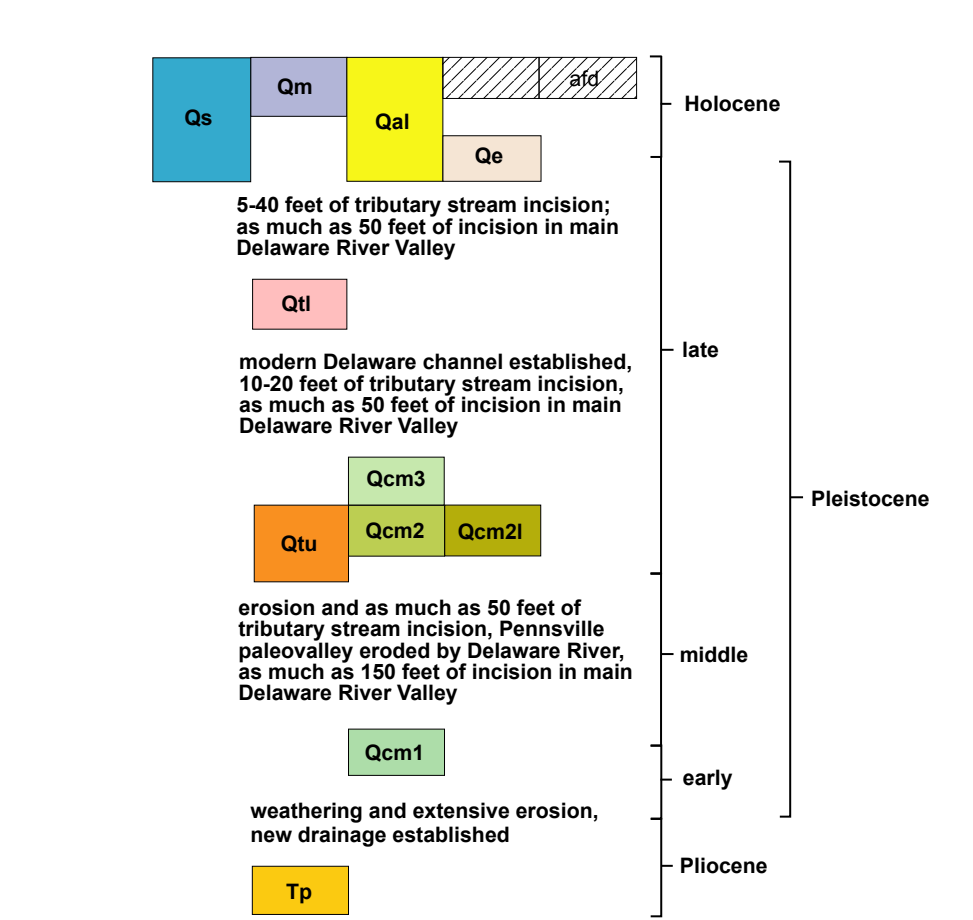 Qs
Qm
Qal
afd
Qe
Holocene
5-40 feet of tributary stream incision;
as much as 50 feet of incision in main
Delaware River Valley
Qtl
late
modern Delaware channel established,
10-20 feet of tributary stream incision,
as much as 50 feet of incision in main
Delaware River Valley
Qcm3
Qtu
Qcm2
Qcm2l
Pleistocene
erosion and as much as 50 feet of
tributary stream incision, Pennsville
paleovalley eroded by Delaware River,
as much as 150 feet of incision in main
Delaware River Valley
middle
Qcm1
early
weathering and extensive erosion,
new drainage established
Pliocene
Tp